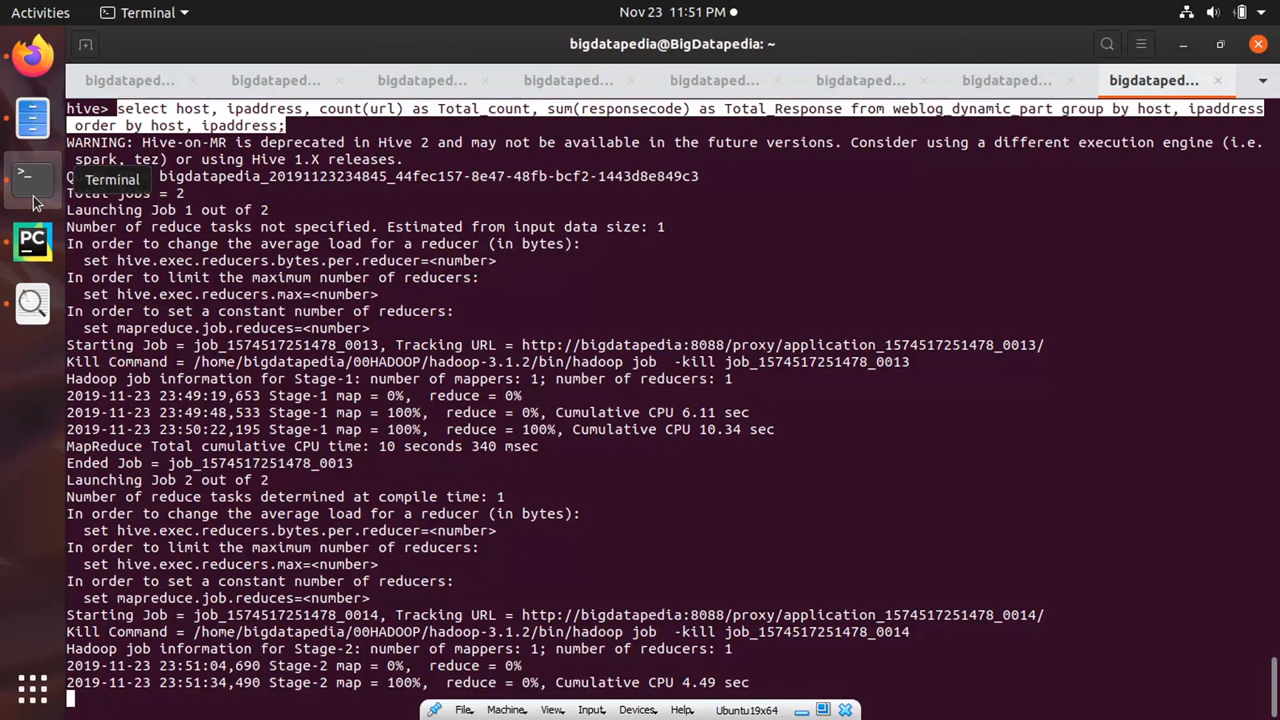 Activities
Terminal
Nov 23 11:51 PM
bigdatapedia@BigDatapedia: ~
bigdataped...
bigdataped...
bigdataped...
bigdataped...
bigdataped...
bigdataped...
bigdataped...
bigdataped...
hive> select host, ipaddress, count(url) as Total_count, sum(responsecode) as Total_Response from weblog_dynamic_part group by host, ipaddress
order by host, ipaddress;
WARNING: Hive-on-MR is deprecated in Hive 2 and may not be available in the future versions. Consider using a different execution engine (i.e.
spark, tez) or using Hive 1.X releases.
bigdatapedia_20191123234845_44fec157-8e47-48fb-bcf2-1443d8e849c3
Terminal
Total jobs = 2
Launching Job 1 out of 2
Number of reduce tasks not specified. Estimated from input data size: 1
In order to change the average load for a reducer (in bytes):
set hive.exec.reducers.bytes.per.reducer=<number>
In order to limit the maximum number of reducers:
set hive.exec.reducers.max=<number>
In order to set a constant number of reducers:
set mapreduce.job.reduces=<number>
Starting Job = job_1574517251478_0013, Tracking URL = http://bigdatapedia:8088/proxy/application_1574517251478_0013/
Kill Command = /home/bigdatapedia/00HADOOP/hadoop-3.1.2/bin/hadoop job  -kill job_1574517251478_0013
Hadoop job information for Stage-1: number of mappers: 1; number of reducers: 1
2019-11-23 23:49:19,653 Stage-1 map = 0%,  reduce = 0%
2019-11-23 23:49:48,533 Stage-1 map = 100%,  reduce = 0%, Cumulative CPU 6.11 sec
2019-11-23 23:50:22,195 Stage-1 map = 100%,  reduce = 100%, Cumulative CPU 10.34 sec
MapReduce Total cumulative CPU time: 10 seconds 340 msec
Ended Job = job_1574517251478_0013
Launching Job 2 out of 2
Number of reduce tasks determined at compile time: 1
In order to change the average load for a reducer (in bytes):
set hive.exec.reducers.bytes.per.reducer=<number>
In order to limit the maximum number of reducers:
set hive.exec.reducers.max=<number>
In order to set a constant number of reducers:
set mapreduce.job.reduces=<number>
Starting Job = job_1574517251478_0014, Tracking URL = http://bigdatapedia:8088/proxy/application_1574517251478_0014/
Kill Command = /home/bigdatapedia/00HADOOP/hadoop-3.1.2/bin/hadoop job  -kill job_1574517251478_0014
Hadoop job information for Stage-2: number of mappers: 1; number of reducers: 1
2019-11-23 23:51:04,690 Stage-2 map = 0%,  reduce = 0%
2019-11-23 23:51:34,490 Stage-2 map = 100%,  reduce = 0%, Cumulative CPU 4.49 sec
PC
File
Machine
View
Input
Devices
Help
Ubuntu19x64